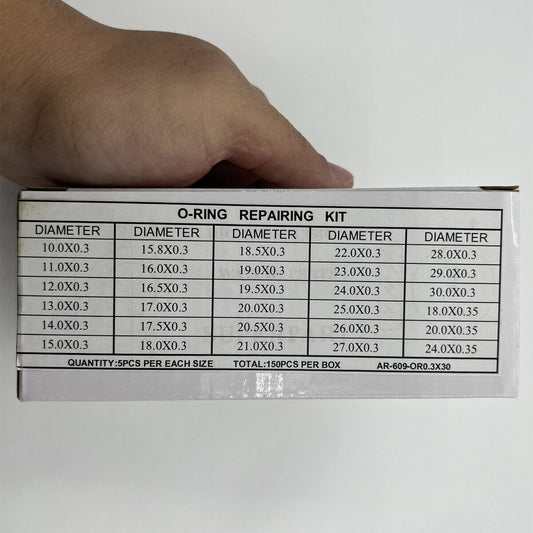 O-RING REPAIRING KIT
DIAMETER DIAMETER DIAMETER DIAMETER DIAMETER
10.0X0.3 15.8X0.3 18.5X0.3 22.0X0.3 28.0X0.3
11.0X0.3 16.0X0.3 19.0X0.3 23.0X0.3 29.0X0.3
12.0X0.3 16.5X0.3 19.5X0.3 24.0X0.3 30.0X0.3
13.0X0.3 17.0X0.3 20.0X0.3 25.0X0.3 18.0X0.35
14.0X0.3 17.5X0.3 20.5X0.3 26.0X0.3 20.0X0.35
15.0X0.3 18.0X0.3 21.0X0.3 27.0X0.3 24.0X0.35
QUANTITY:5PCS PER EACH SIZE TOTAL:150PCS PER BOX AR-609-OR0.3X30